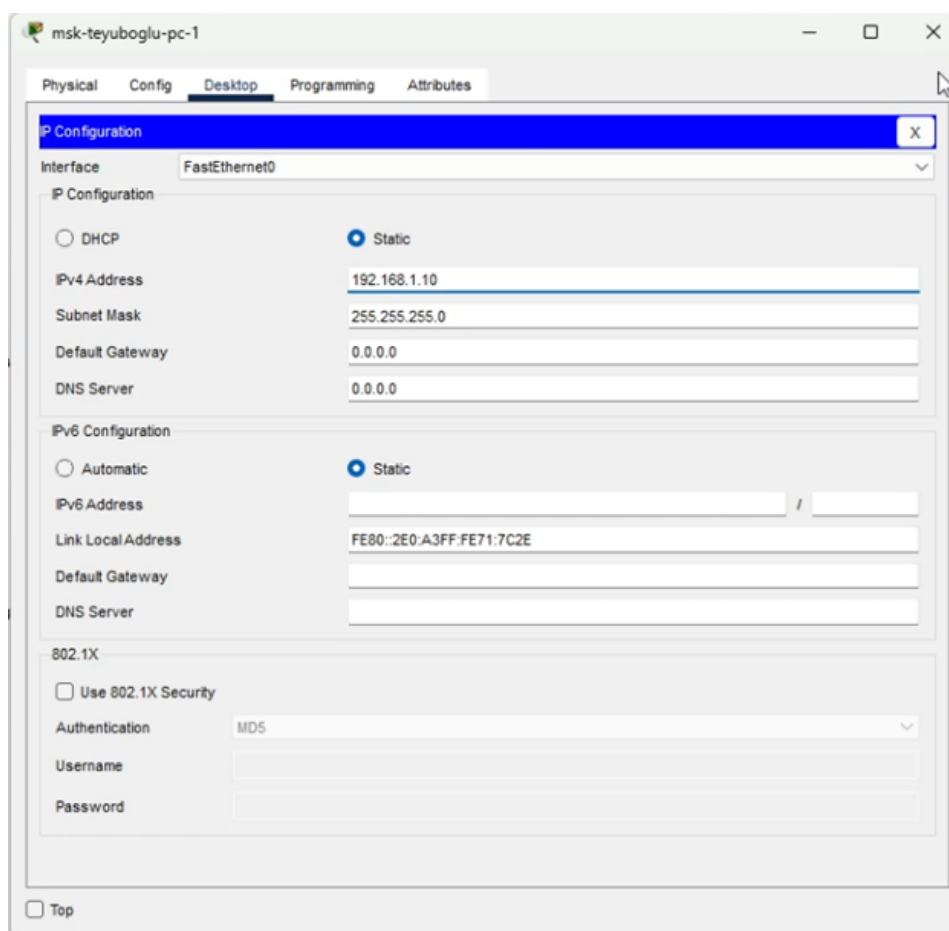 msk-teyuboglu-pc-1
Physical Config Desktop Programming Attributes
IP Configuration X
Interface FastEthernet0
IP Configuration
DHCP Static
IPv4 Address 192.168.1.10
Subnet Mask 255.255.255.0
Default Gateway 0.0.0.0
DNS Server 0.0.0.0
IPv6 Configuration
Automatic Static
IPv6 Address /
Link Local Address FE80::2E0:A3FF:FE71:7C2E
Default Gateway
DNS Server
802.1X
Use 802.1X Security
Authentication MD5
Username
Password
Top